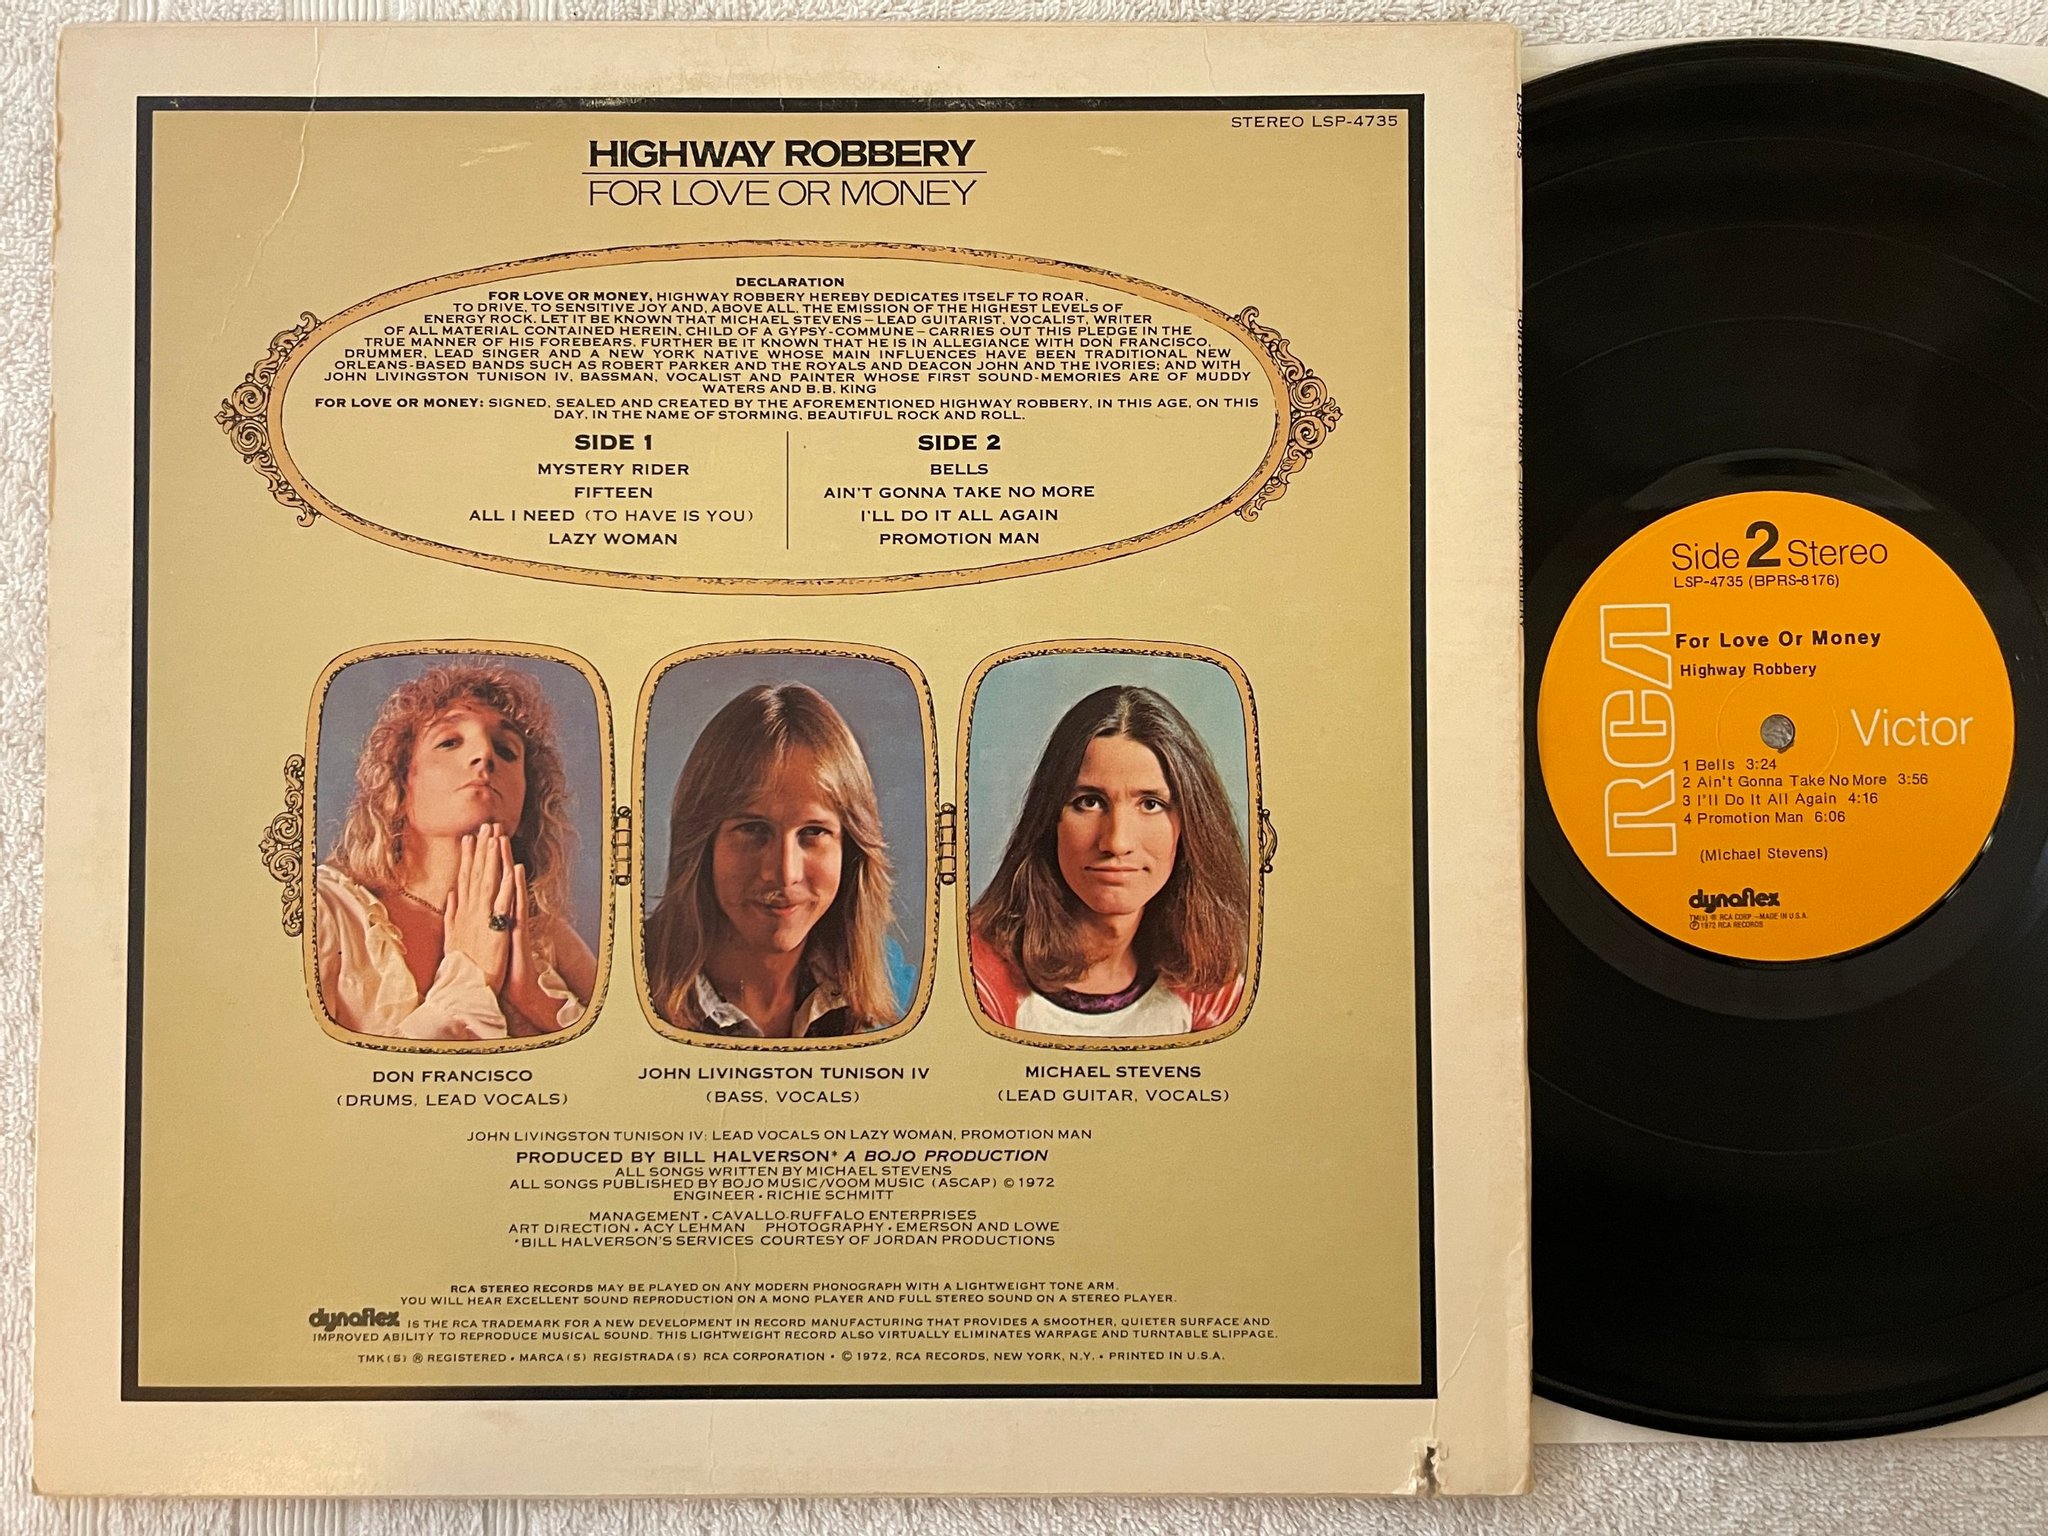 STEREO LSP-4735
HIGHWAY ROBBERY
FOR LOVE OR MONEY
DECLARATION
FOR LOVE OR MONEY, HIGHWAY ROBBERY HEREBY DEDICATES ITSELF TO ROAR,
TO DRIVE, TO SENSITIVE JOY AND, ABOVE ALL, THE EMISSION OF THE HIGHEST LEVELS OF
ENERGY ROCK. LET IT BE KNOWN THAT MICHAEL STEVENS—LEAD GUITARIST, VOCALIST, WRITER
OF ALL MATERIAL CONTAINED HEREIN, CHILD OF A GYPSY-COMMUNE—CARRIES OUT THIS PLEDGE IN THE
TRUE MANNER OF HIS FOREBEARS. FURTHER BE IT KNOWN THAT HE IS IN ALLEGIANCE WITH DON FRANCISCO,
DRUMMER, LEAD SINGER AND A NEW YORK NATIVE WHOSE MAIN INFLUENCES HAVE BEEN TRADITIONAL NEW
ORLEANS-BASED BANDS SUCH AS ROBERT PARKER AND THE ROYALS AND DEACON JOHN AND THE IVORIES; AND WITH
JOHN LIVINGSTON TUNISON IV, BASSMAN, VOCALIST AND PAINTER WHOSE FIRST SOUND-MEMORIES ARE OF MUDDY
WATERS AND B.B. KING
FOR LOVE OR MONEY: SIGNED, SEALED AND CREATED BY THE AFOREMENTIONED HIGHWAY ROBBERY, IN THIS AGE, ON THIS
DAY, IN THE NAME OF STORMING, BEAUTIFUL ROCK AND ROLL.
SIDE 1
MYSTERY RIDER
FIFTEEN
ALL I NEED (TO HAVE IS YOU)
LAZY WOMAN
SIDE 2
BELLS
AIN'T GONNA TAKE NO MORE
I'LL DO IT ALL AGAIN
PROMOTION MAN
DON FRANCISCO
(DRUMS, LEAD VOCALS)
JOHN LIVINGSTON TUNISON IV
(BASS, VOCALS)
MICHAEL STEVENS
(LEAD GUITAR, VOCALS)
JOHN LIVINGSTON TUNISON IV: LEAD VOCALS ON LAZY WOMAN, PROMOTION MAN
PRODUCED BY BILL HALVERSON* A BOJO PRODUCTION
ALL SONGS WRITTEN BY MICHAEL STEVENS
ALL SONGS PUBLISHED BY BOJO MUSIC/VOOM MUSIC (ASCAP) © 1972
ENGINEER • RICHIE SCHMITT
MANAGEMENT • CAVALLO-RUFFALO ENTERPRISES
ART DIRECTION • ACY LEHMAN PHOTOGRAPHY • EMERSON AND LOWE
*BILL HALVERSON'S SERVICES COURTESY OF JORDAN PRODUCTIONS
RCA STEREO RECORDS MAY BE PLAYED ON ANY MODERN PHONOGRAPH WITH A LIGHTWEIGHT TONE ARM.
YOU WILL HEAR EXCELLENT SOUND REPRODUCTION ON A MONO PLAYER AND FULL STEREO SOUND ON A STEREO PLAYER.
dynaflex IS THE RCA TRADEMARK FOR A NEW DEVELOPMENT IN RECORD MANUFACTURING THAT PROVIDES A SMOOTHER, QUIETER SURFACE AND
IMPROVED ABILITY TO REPRODUCE MUSICAL SOUND. THIS LIGHTWEIGHT RECORD ALSO VIRTUALLY ELIMINATES WARPAGE AND TURNTABLE SLIPPAGE.
TMK(S) ® REGISTERED • MARCA(S) REGISTRADA(S) RCA CORPORATION • © 1972, RCA RECORDS, NEW YORK, N.Y. • PRINTED IN U.S.A.
LSP-4735
Side 2 Stereo
LSP-4735 (BPRS-8176)
For Love Or Money
Highway Robbery
RCA
Victor
1 Bells 3:24
2 Ain't Gonna Take No More 3:56
3 I'll Do It All Again 4:16
4 Promotion Man 6:06
(Michael Stevens)
dynaflex
TM(s) ® RCA CORP.—MADE IN U.S.A.
℗ 1972 RCA RECORDS